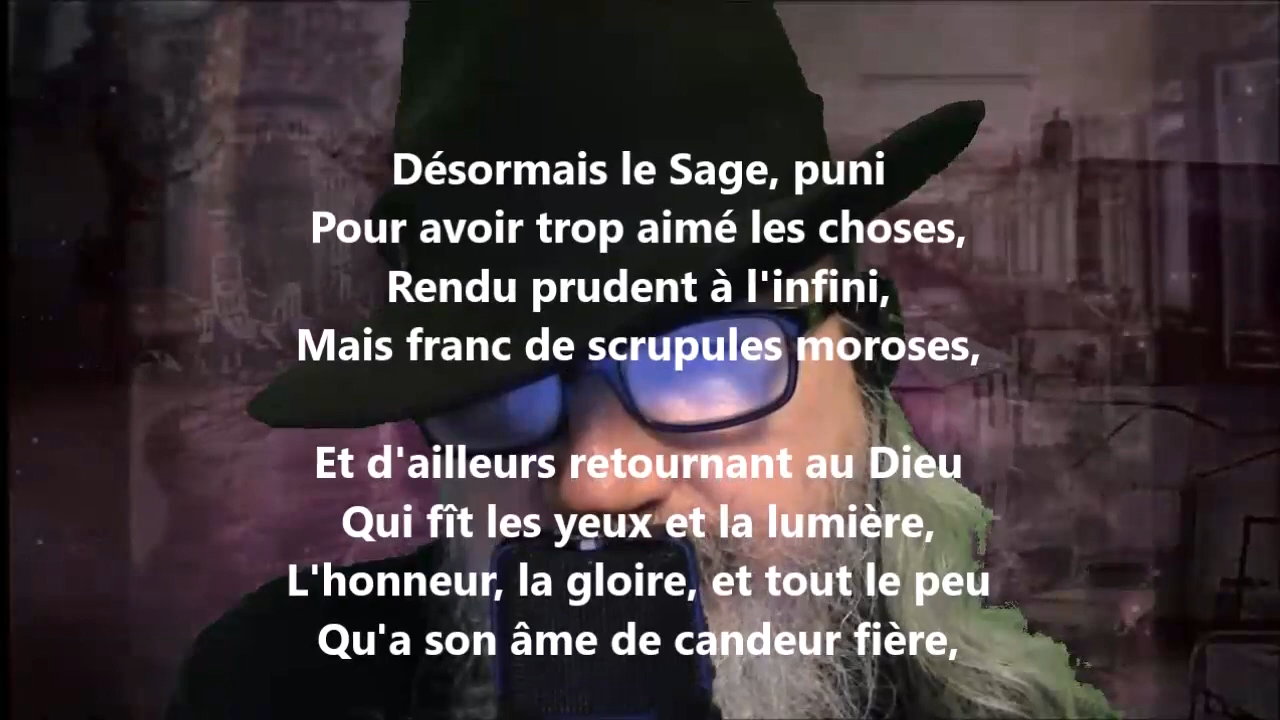 Désormais le Sage, puni
Pour avoir trop aimé les choses,
Rendu prudent à l'infini,
Mais franc de scrupules moroses,
Et d'ailleurs retournant au Dieu
Qui fît les yeux et la lumière,
L'honneur, la gloire, et tout le peu
Qu'a son âme de candeur fière,